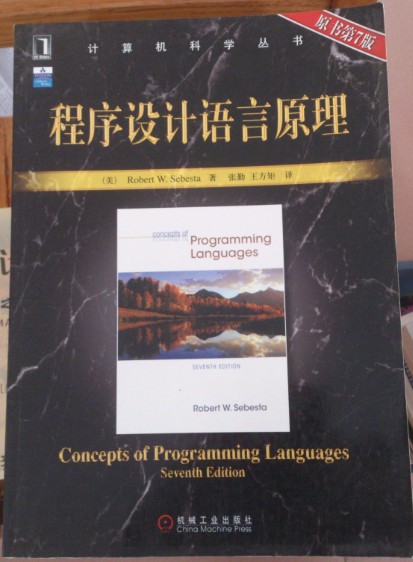 计算机科学丛书
原书第7版
程序设计语言原理
(美) Robert W. Sebesta 著 张勤 王方矩 译
concepts of
Programming
Languages
SEVENTH EDITION
Robert W. Sebesta
Concepts of Programming Languages
Seventh Edition
机械工业出版社
China Machine Press